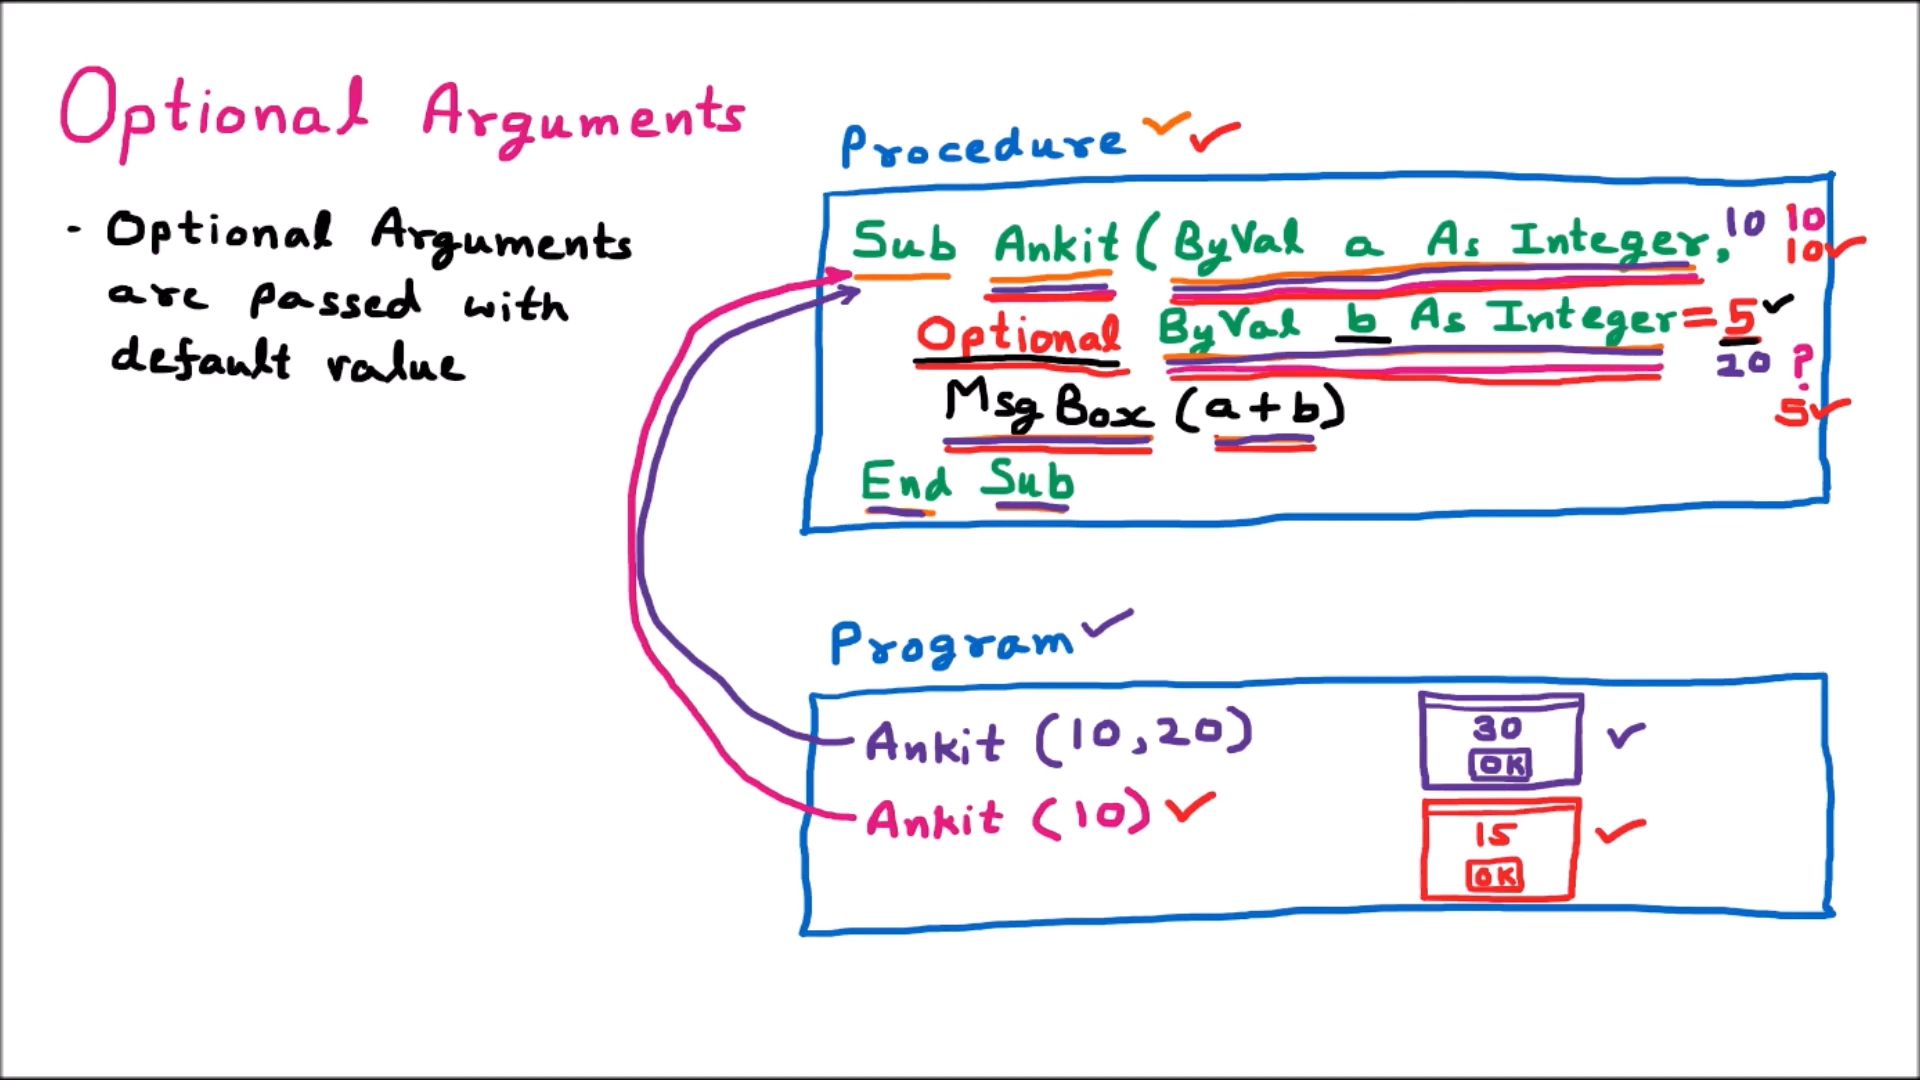 Optional Arguments
· Optional Arguments
are passed with
default value
Procedure ✓✓
Sub Ankit (ByVal a As Integer, 10 10
10✓
Optional ByVal b As Integer = 5✓
20 ?
MsgBox (a+b)
5✓
End Sub
Program ✓
Ankit (10,20)
30
OK
✓
Ankit (10) ✓
15
OK
✓